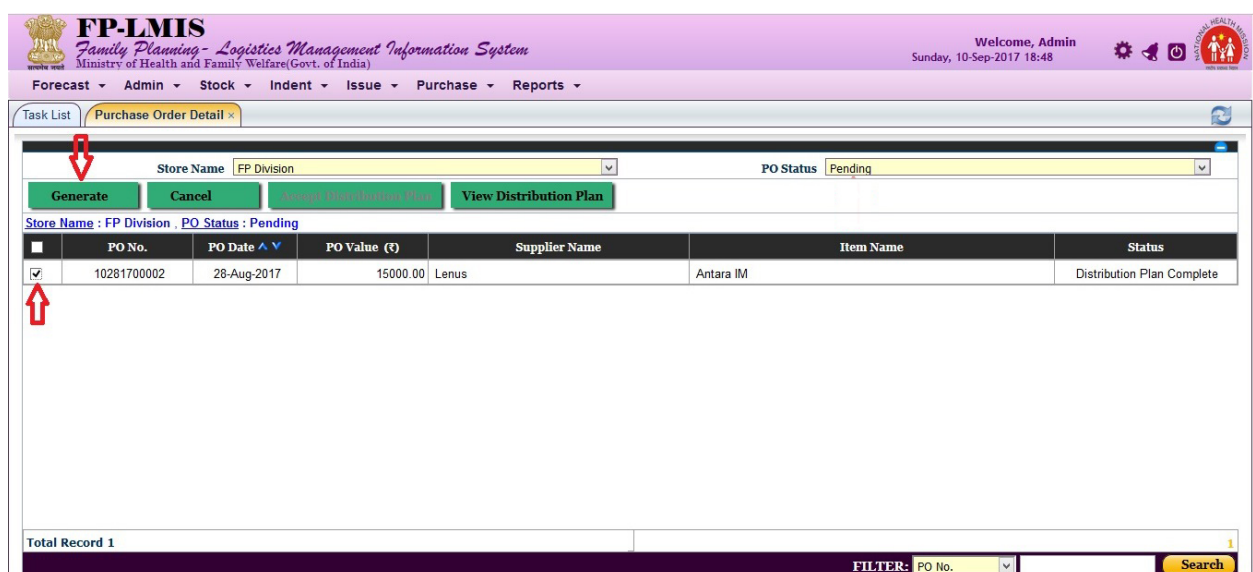 FP-LMIS
Family Planning - Logistics Management Information System
Ministry of Health and Family Welfare(Govt. of India)
Welcome, Admin
Sunday, 10-Sep-2017 18:48
NATIONAL HEALTH MISSION
Forecast Admin Stock Indent Issue Purchase Reports
Task List Purchase Order Detail ×
Store Name FP Division PO Status Pending
Generate Cancel Accept Distribution Plan View Distribution Plan
Store Name : FP Division , PO Status : Pending
PO No. PO Date PO Value (₹) Supplier Name Item Name Status
10281700002 28-Aug-2017 15000.00 Lenus Antara IM Distribution Plan Complete
Total Record 1 1
FILTER: PO No. Search